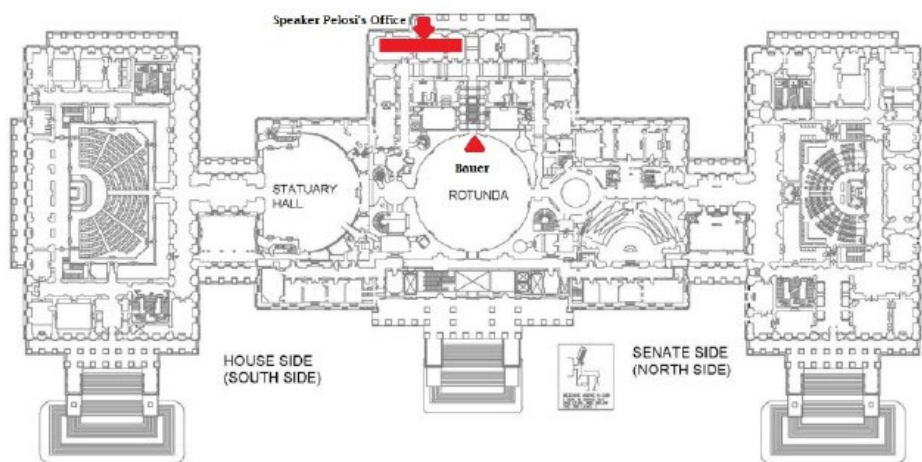 Speaker Pelosi's Office
Bauer
STATUARY
HALL
ROTUNDA
HOUSE SIDE
(SOUTH SIDE)
SENATE SIDE
(NORTH SIDE)